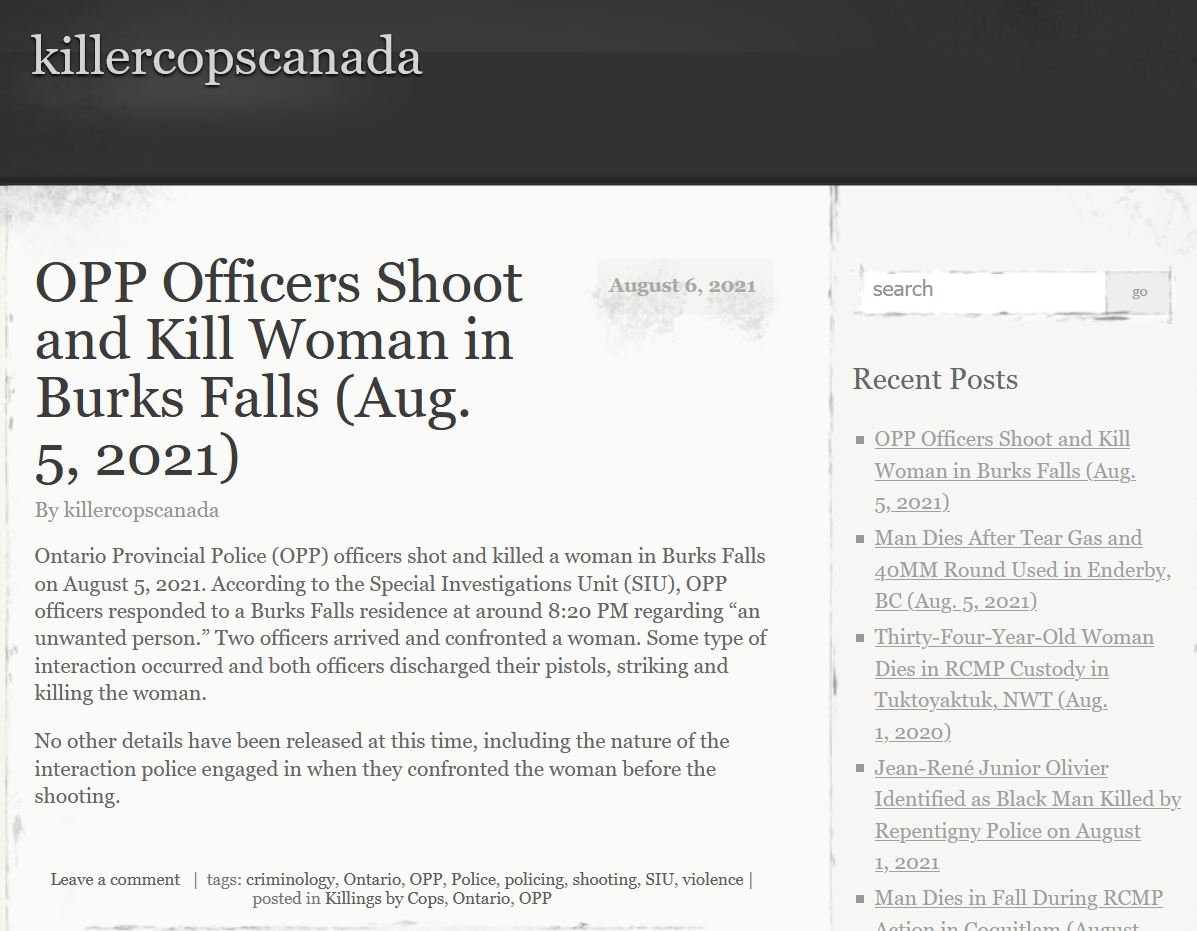 killercopscanada
OPP Officers Shoot
and Kill Woman in
Burks Falls (Aug.
5, 2021)
August 6, 2021
By killercopscanada
Ontario Provincial Police (OPP) officers shot and killed a woman in Burks Falls
on August 5, 2021. According to the Special Investigations Unit (SIU), OPP
officers responded to a Burks Falls residence at around 8:20 PM regarding “an
unwanted person.” Two officers arrived and confronted a woman. Some type of
interaction occurred and both officers discharged their pistols, striking and
killing the woman.
No other details have been released at this time, including the nature of the
interaction police engaged in when they confronted the woman before the
shooting.
Leave a comment | tags: criminology, Ontario, OPP, Police, policing, shooting, SIU, violence |
posted in Killings by Cops, Ontario, OPP
search
go
Recent Posts
OPP Officers Shoot and Kill
Woman in Burks Falls (Aug.
5, 2021)
Man Dies After Tear Gas and
40MM Round Used in Enderby,
BC (Aug. 5, 2021)
Thirty-Four-Year-Old Woman
Dies in RCMP Custody in
Tuktoyaktuk, NWT (Aug.
1, 2020)
Jean-René Junior Olivier
Identified as Black Man Killed by
Repentigny Police on August
1, 2021
Man Dies in Fall During RCMP
Action in Coquitlam (August